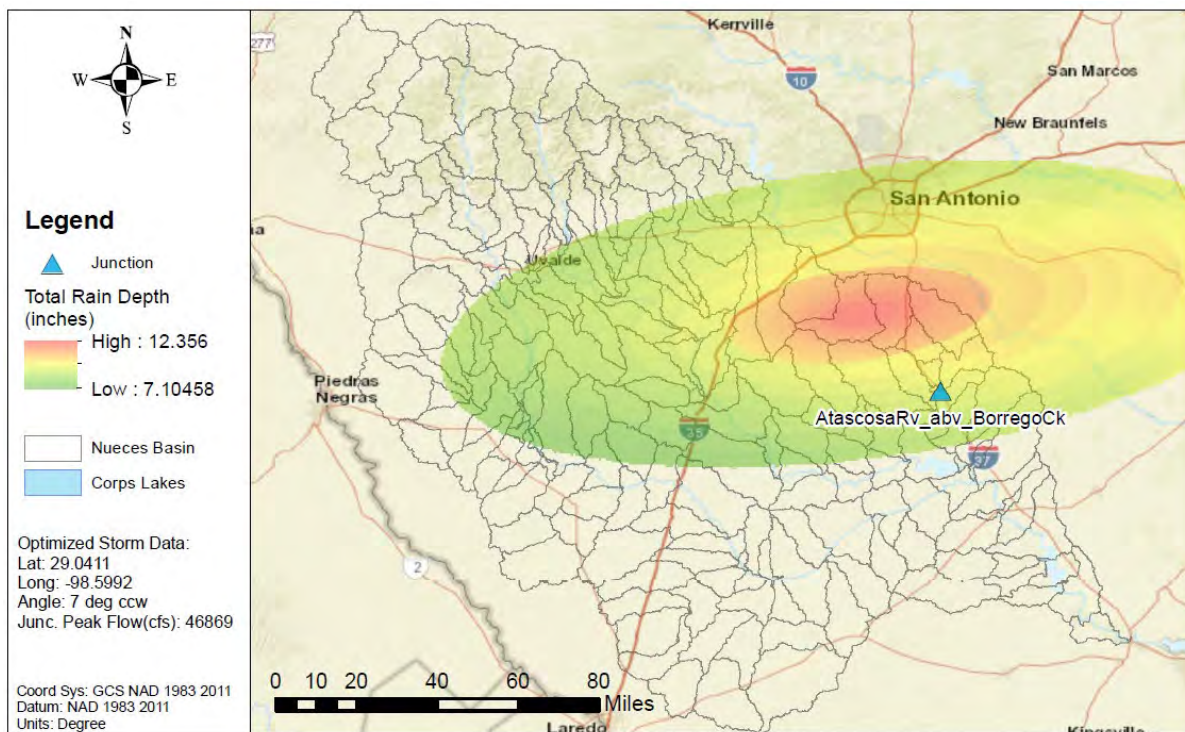 N
W E
S
Legend
Junction
Total Rain Depth
(inches)
High : 12.356
Low : 7.10458
Nueces Basin
Corps Lakes
Optimized Storm Data:
Lat: 29.0411
Long: -98.5992
Angle: 7 deg ccw
Junc. Peak Flow(cfs): 46869
Coord Sys: GCS NAD 1983 2011
Datum: NAD 1983 2011
Units: Degree
277
Kerrville
10
San Marcos
New Braunfels
San Antonio
ña
Uvalde
Piedras
Negras
AtascosaRv_abv_BorregoCk
35
37
2
0 10 20 40 60 80
Miles
Laredo
Kingsville